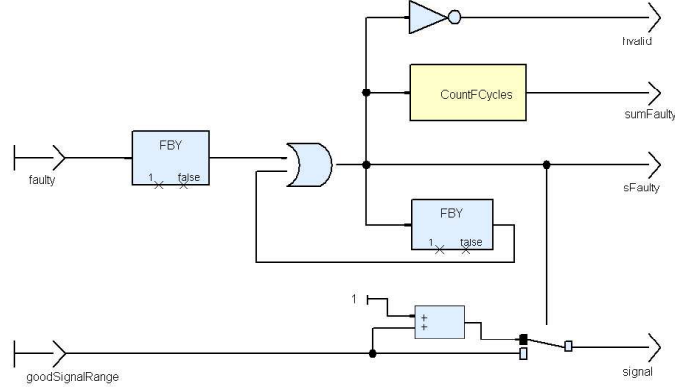 hvalid
CountFCycles
sumFaulty
FBY
1 false
faulty
sFaulty
FBY
1 false
1
+
+
goodSignalRange
signal